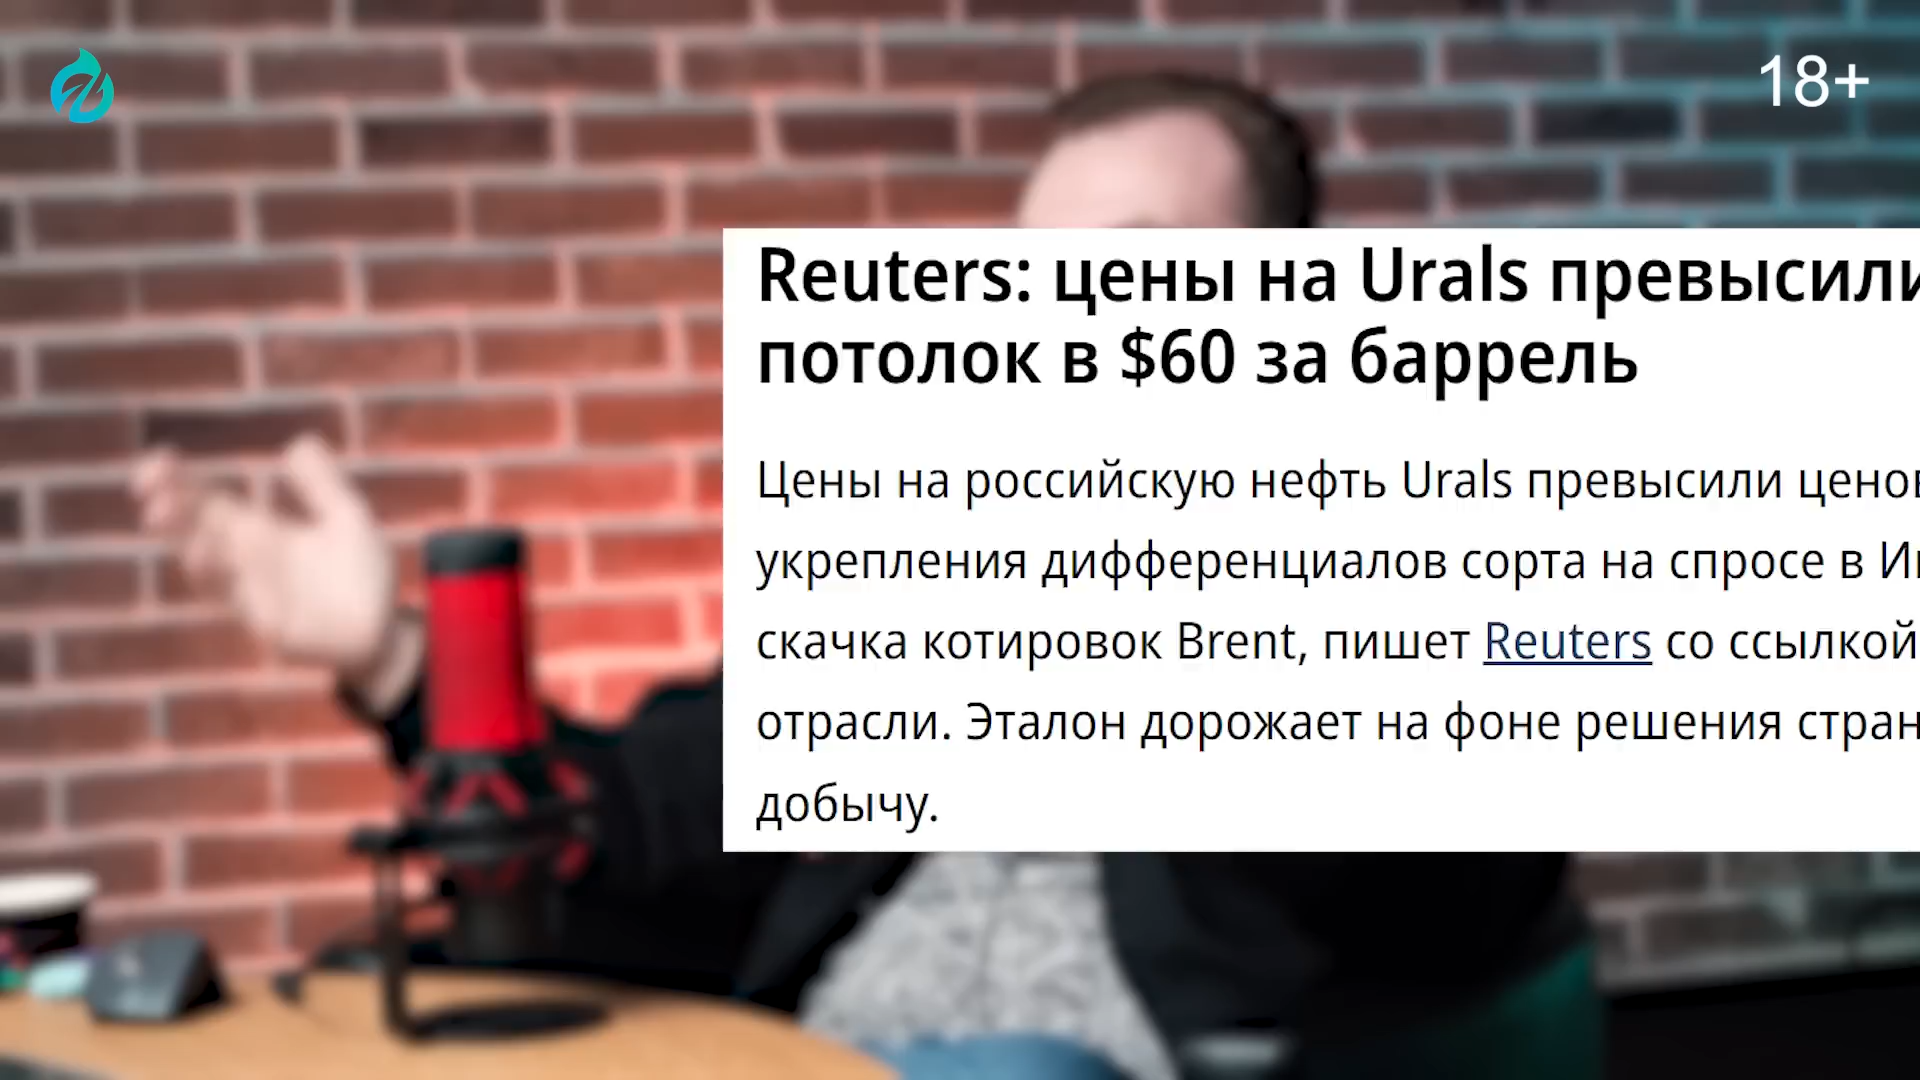 18+
Reuters: цены на Urals превысили
потолок в $60 за баррель
Цены на российскую нефть Urals превысили
укрепления дифференциалов сорта на спросе в
скачка котировок Brent, пишет Reuters со ссылкой
отрасли. Эталон дорожает на фоне решения
добычу.